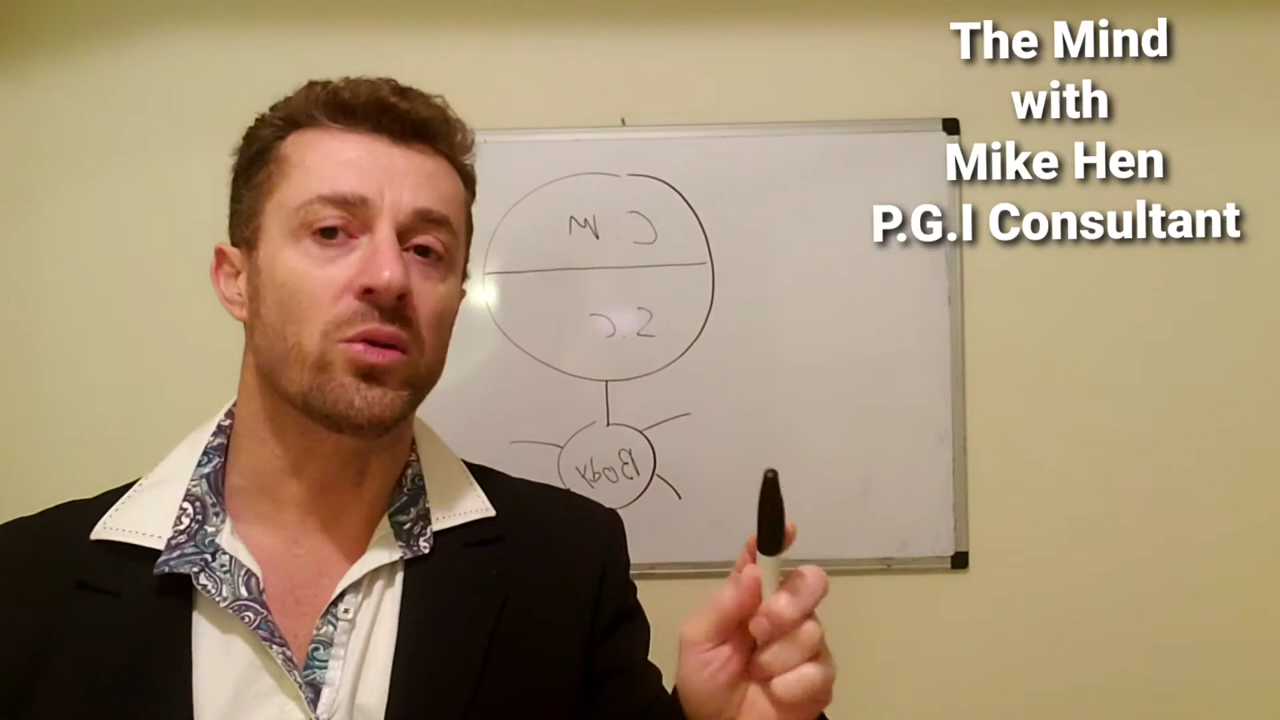 The Mind
with
Mike Hen
P.G.I Consultant
C. M
S.C
Body